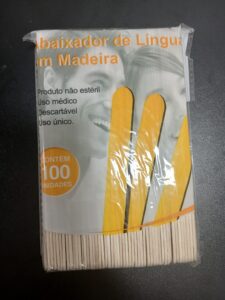 baixador de Língua
m Madeira
Produto não estéril
Uso médico
Descartável
Uso único.
CONTÉM
100
UNIDADES